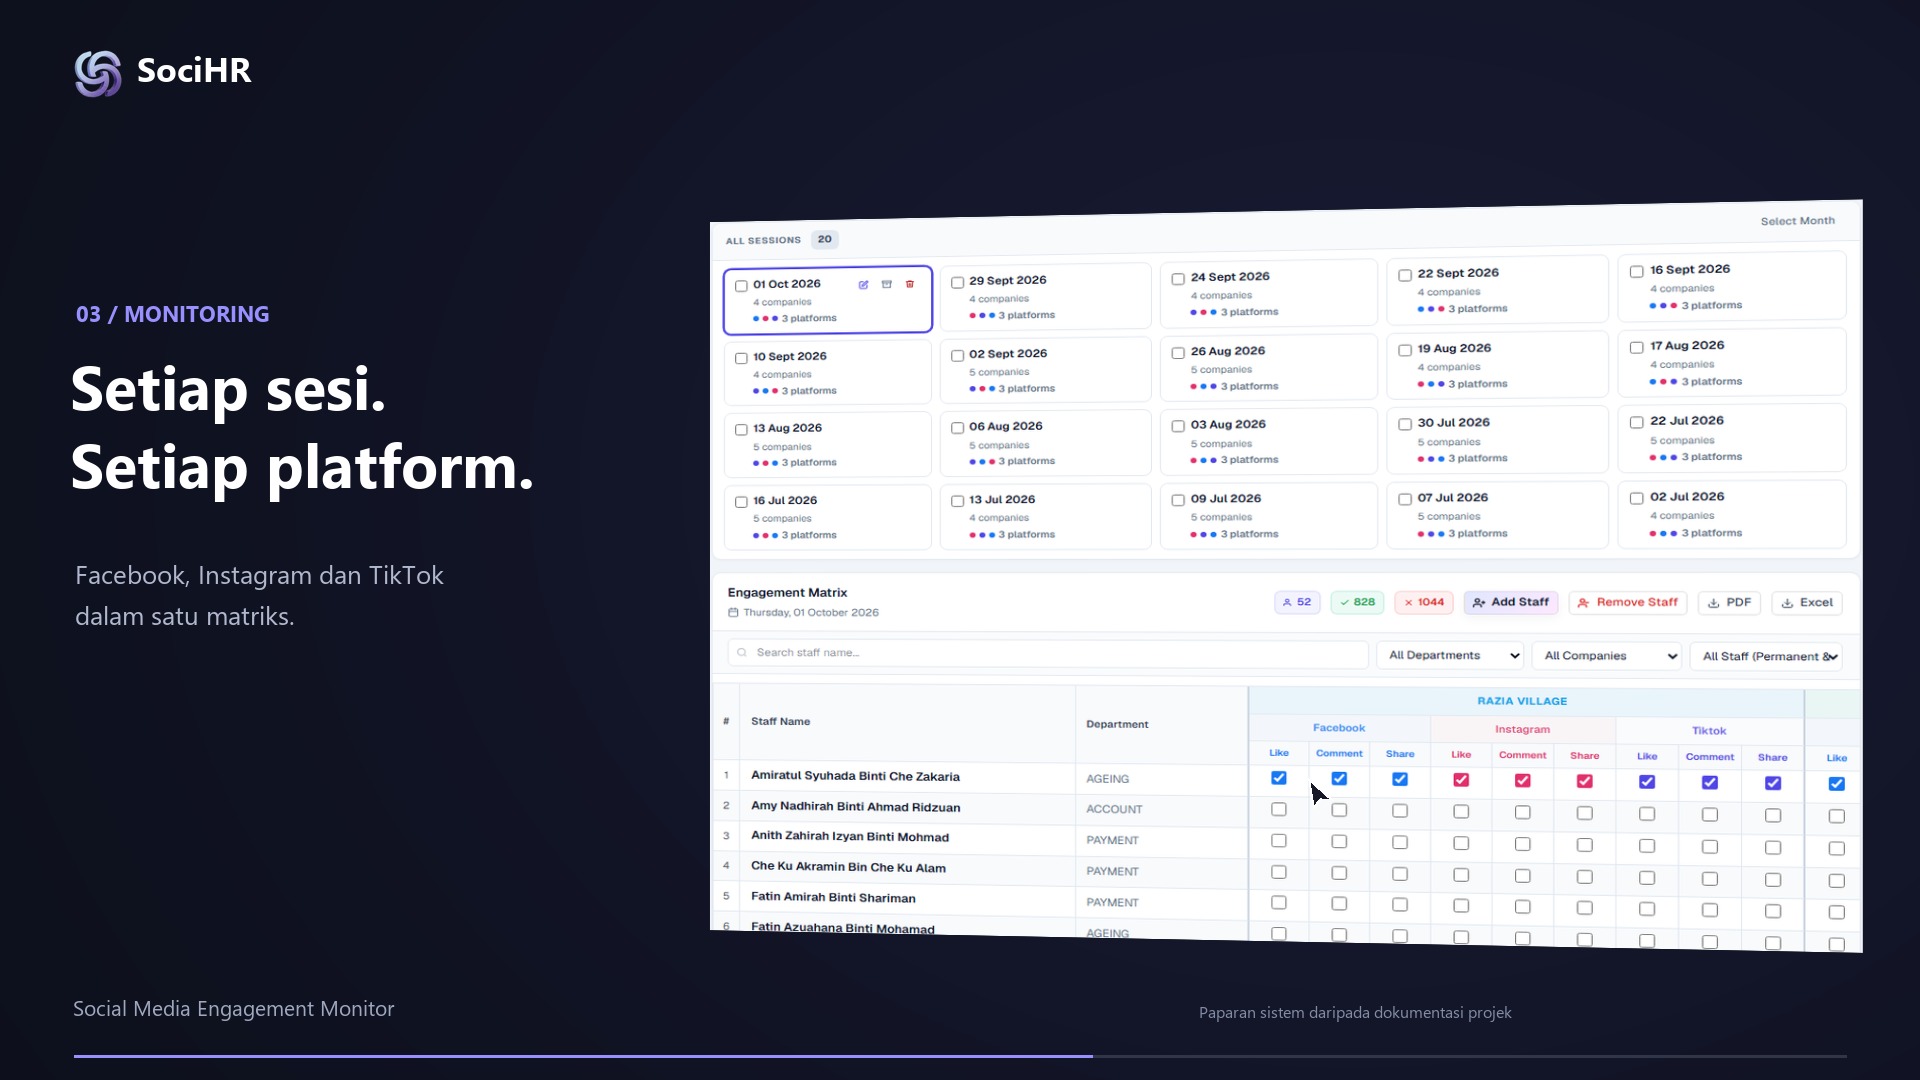 SociHR
03 / MONITORING
Setiap sesi.
Setiap platform.
Facebook, Instagram dan TikTok
dalam satu matriks.
ALL SESSIONS 20 Select Month
01 Oct 2026 29 Sept 2026 24 Sept 2026 22 Sept 2026 16 Sept 2026
4 companies 4 companies 4 companies 4 companies 4 companies
3 platforms 3 platforms 3 platforms 3 platforms 3 platforms
10 Sept 2026 02 Sept 2026 26 Aug 2026 19 Aug 2026 17 Aug 2026
4 companies 5 companies 5 companies 4 companies 4 companies
3 platforms 3 platforms 3 platforms 3 platforms 3 platforms
13 Aug 2026 06 Aug 2026 03 Aug 2026 30 Jul 2026 22 Jul 2026
5 companies 5 companies 5 companies 5 companies 5 companies
3 platforms 3 platforms 3 platforms 3 platforms 3 platforms
16 Jul 2026 13 Jul 2026 09 Jul 2026 07 Jul 2026 02 Jul 2026
5 companies 4 companies 5 companies 5 companies 4 companies
3 platforms 3 platforms 3 platforms 3 platforms 3 platforms
Engagement Matrix 52 828 1044 Add Staff Remove Staff PDF Excel
Thursday, 01 October 2026
Search staff name... All Departments All Companies All Staff (Permanent &
RAZIA VILLAGE
# Staff Name Department Facebook Instagram Tiktok
Like Comment Share Like Comment Share Like Comment Share Like
1 Amiratul Syuhada Binti Che Zakaria AGEING
2 Amy Nadhirah Binti Ahmad Ridzuan ACCOUNT
3 Anith Zahirah Izyan Binti Mohmad PAYMENT
4 Che Ku Akramin Bin Che Ku Alam PAYMENT
5 Fatin Amirah Binti Shariman PAYMENT
6 Fatin Azuahana Binti Mohamad AGEING
Social Media Engagement Monitor
Paparan sistem daripada dokumentasi projek